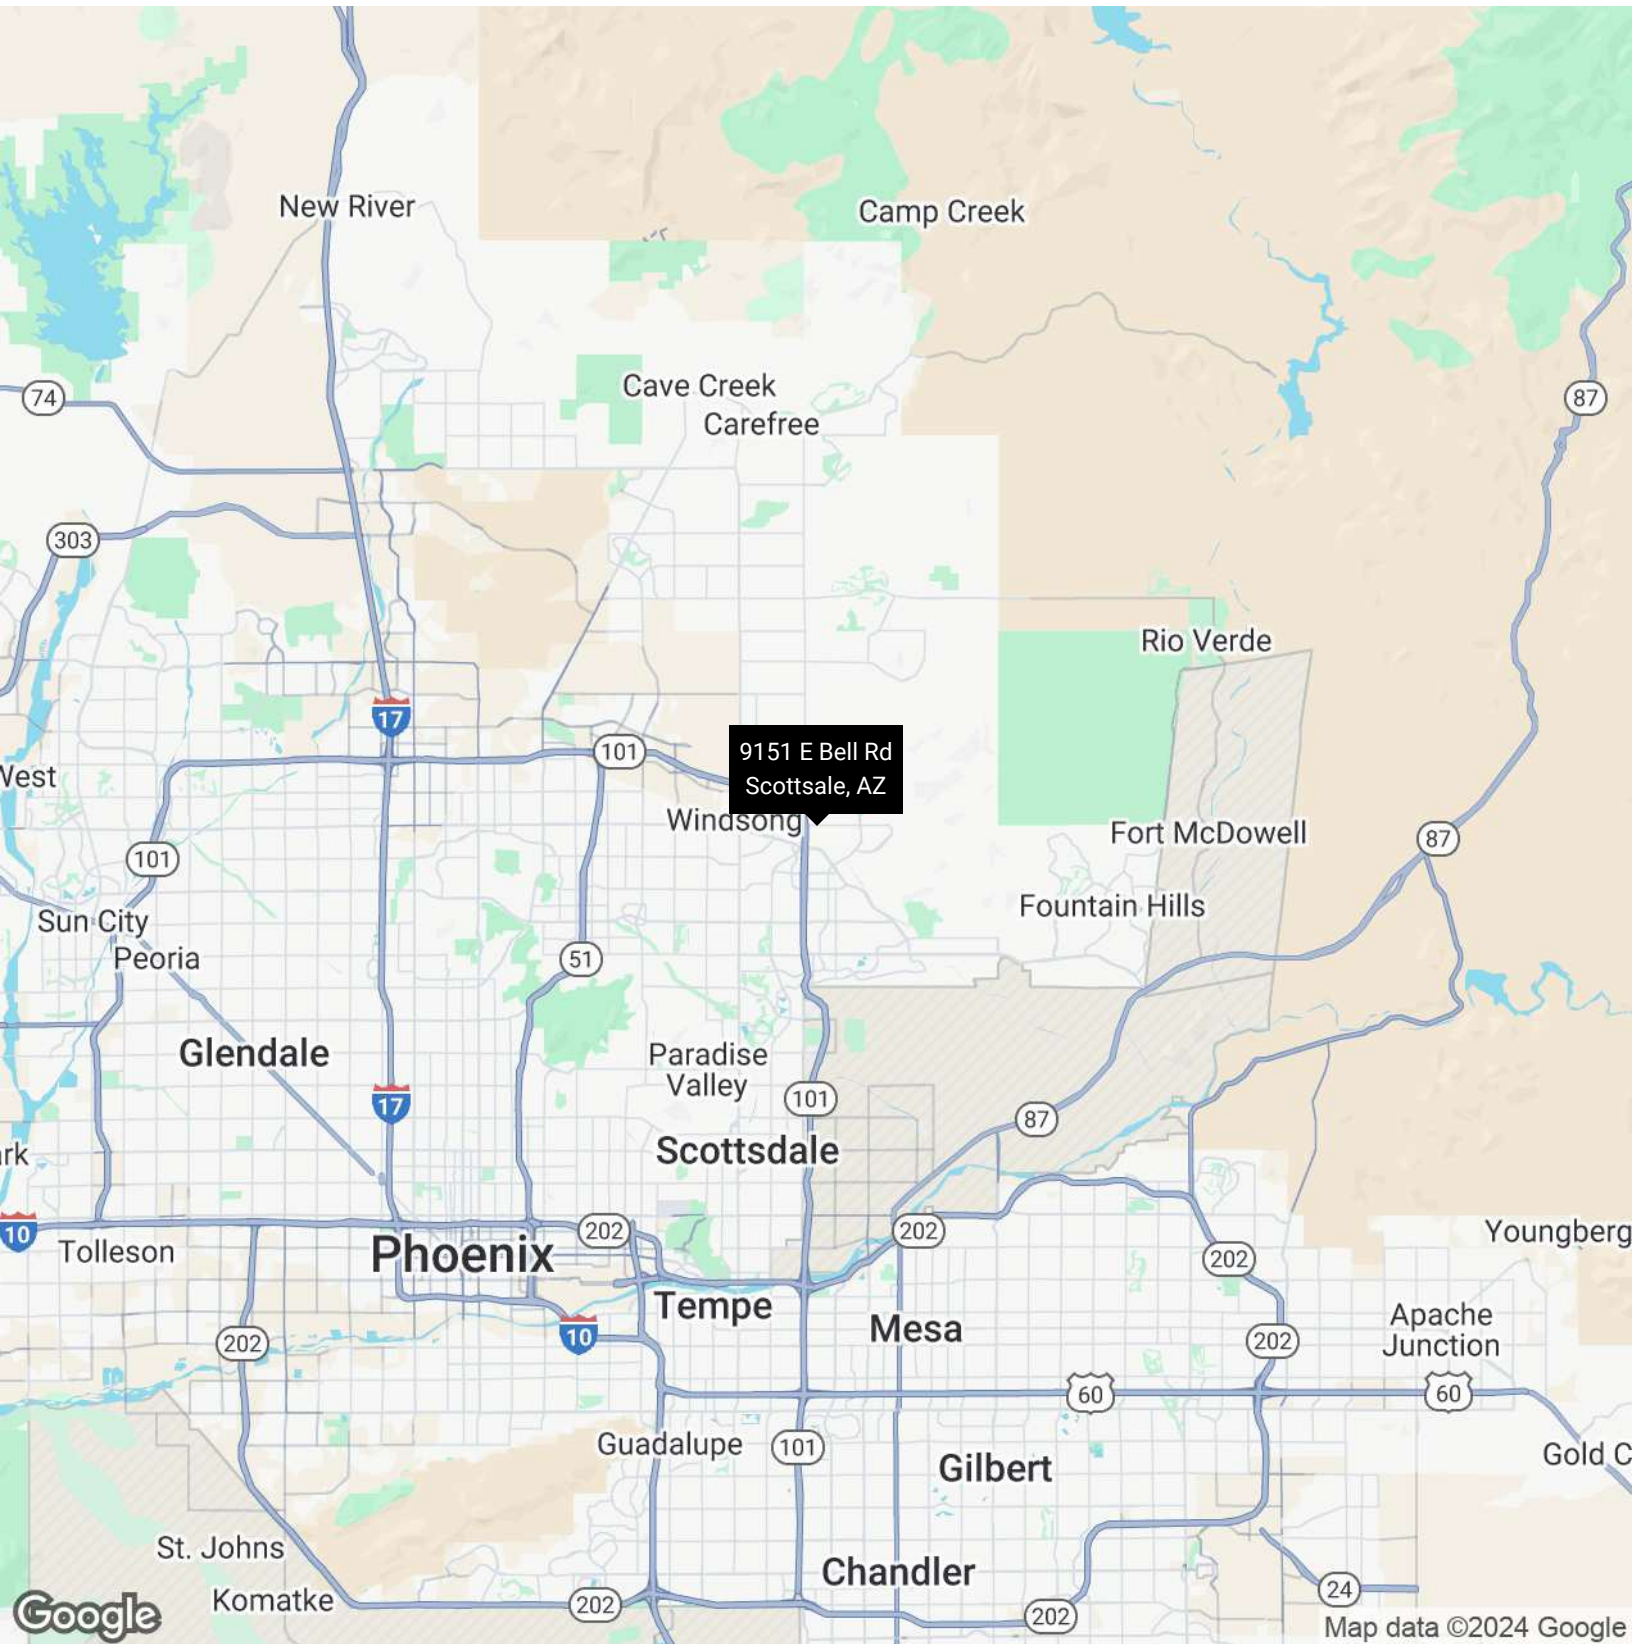 New River
Camp Creek
74
Cave Creek
Carefree
87
303
Rio Verde
17
101
9151 E Bell Rd
Scottsale, AZ
West
Windsong
Fort McDowell
87
101
Sun City
Fountain Hills
Peoria
51
Glendale
Paradise
Valley
17
101
87
Scottsdale
10
Tolleson
Phoenix
202
202
202
Youngberg
Tempe
Mesa
10
202
Apache
Junction
202
60
60
Guadalupe
101
Gilbert
Gold C
St. Johns
Komatke
Chandler
202
202
24
Google
Map data ©2024 Google